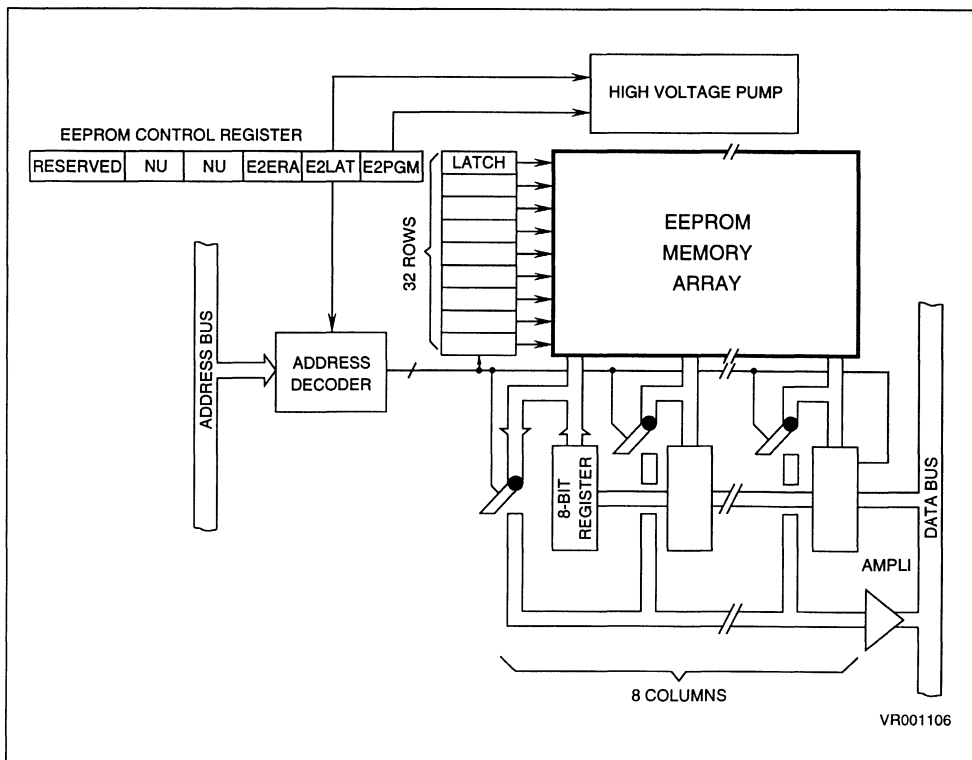 HIGH VOLTAGE PUMP
EEPROM CONTROL REGISTER
RESERVED NU NU E2ERA E2LAT E2PGM
LATCH
32 ROWS
EEPROM
MEMORY
ARRAY
ADDRESS BUS
ADDRESS
DECODER
8-BIT
REGISTER
DATA BUS
AMPLI
8 COLUMNS
VR001106